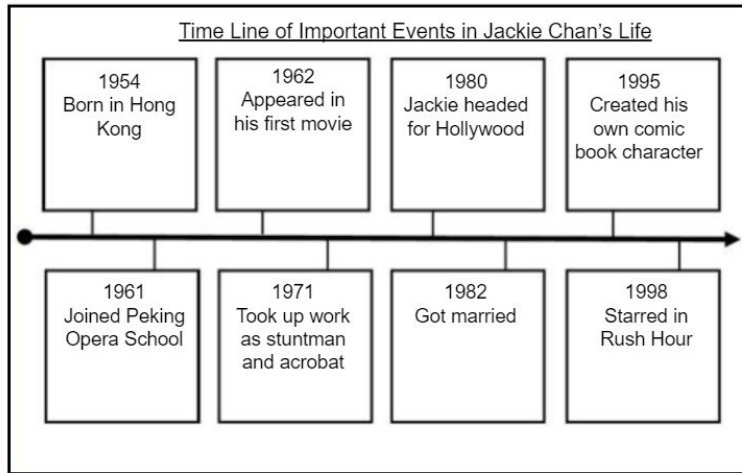 Time Line of Important Events in Jackie Chan's Life
1954
Born in Hong
Kong
1962
Appeared in
his first movie
1980
Jackie headed
for Hollywood
1995
Created his
own comic
book character
1961
Joined Peking
Opera School
1971
Took up work
as stuntman
and acrobat
1982
Got married
1998
Starred in
Rush Hour